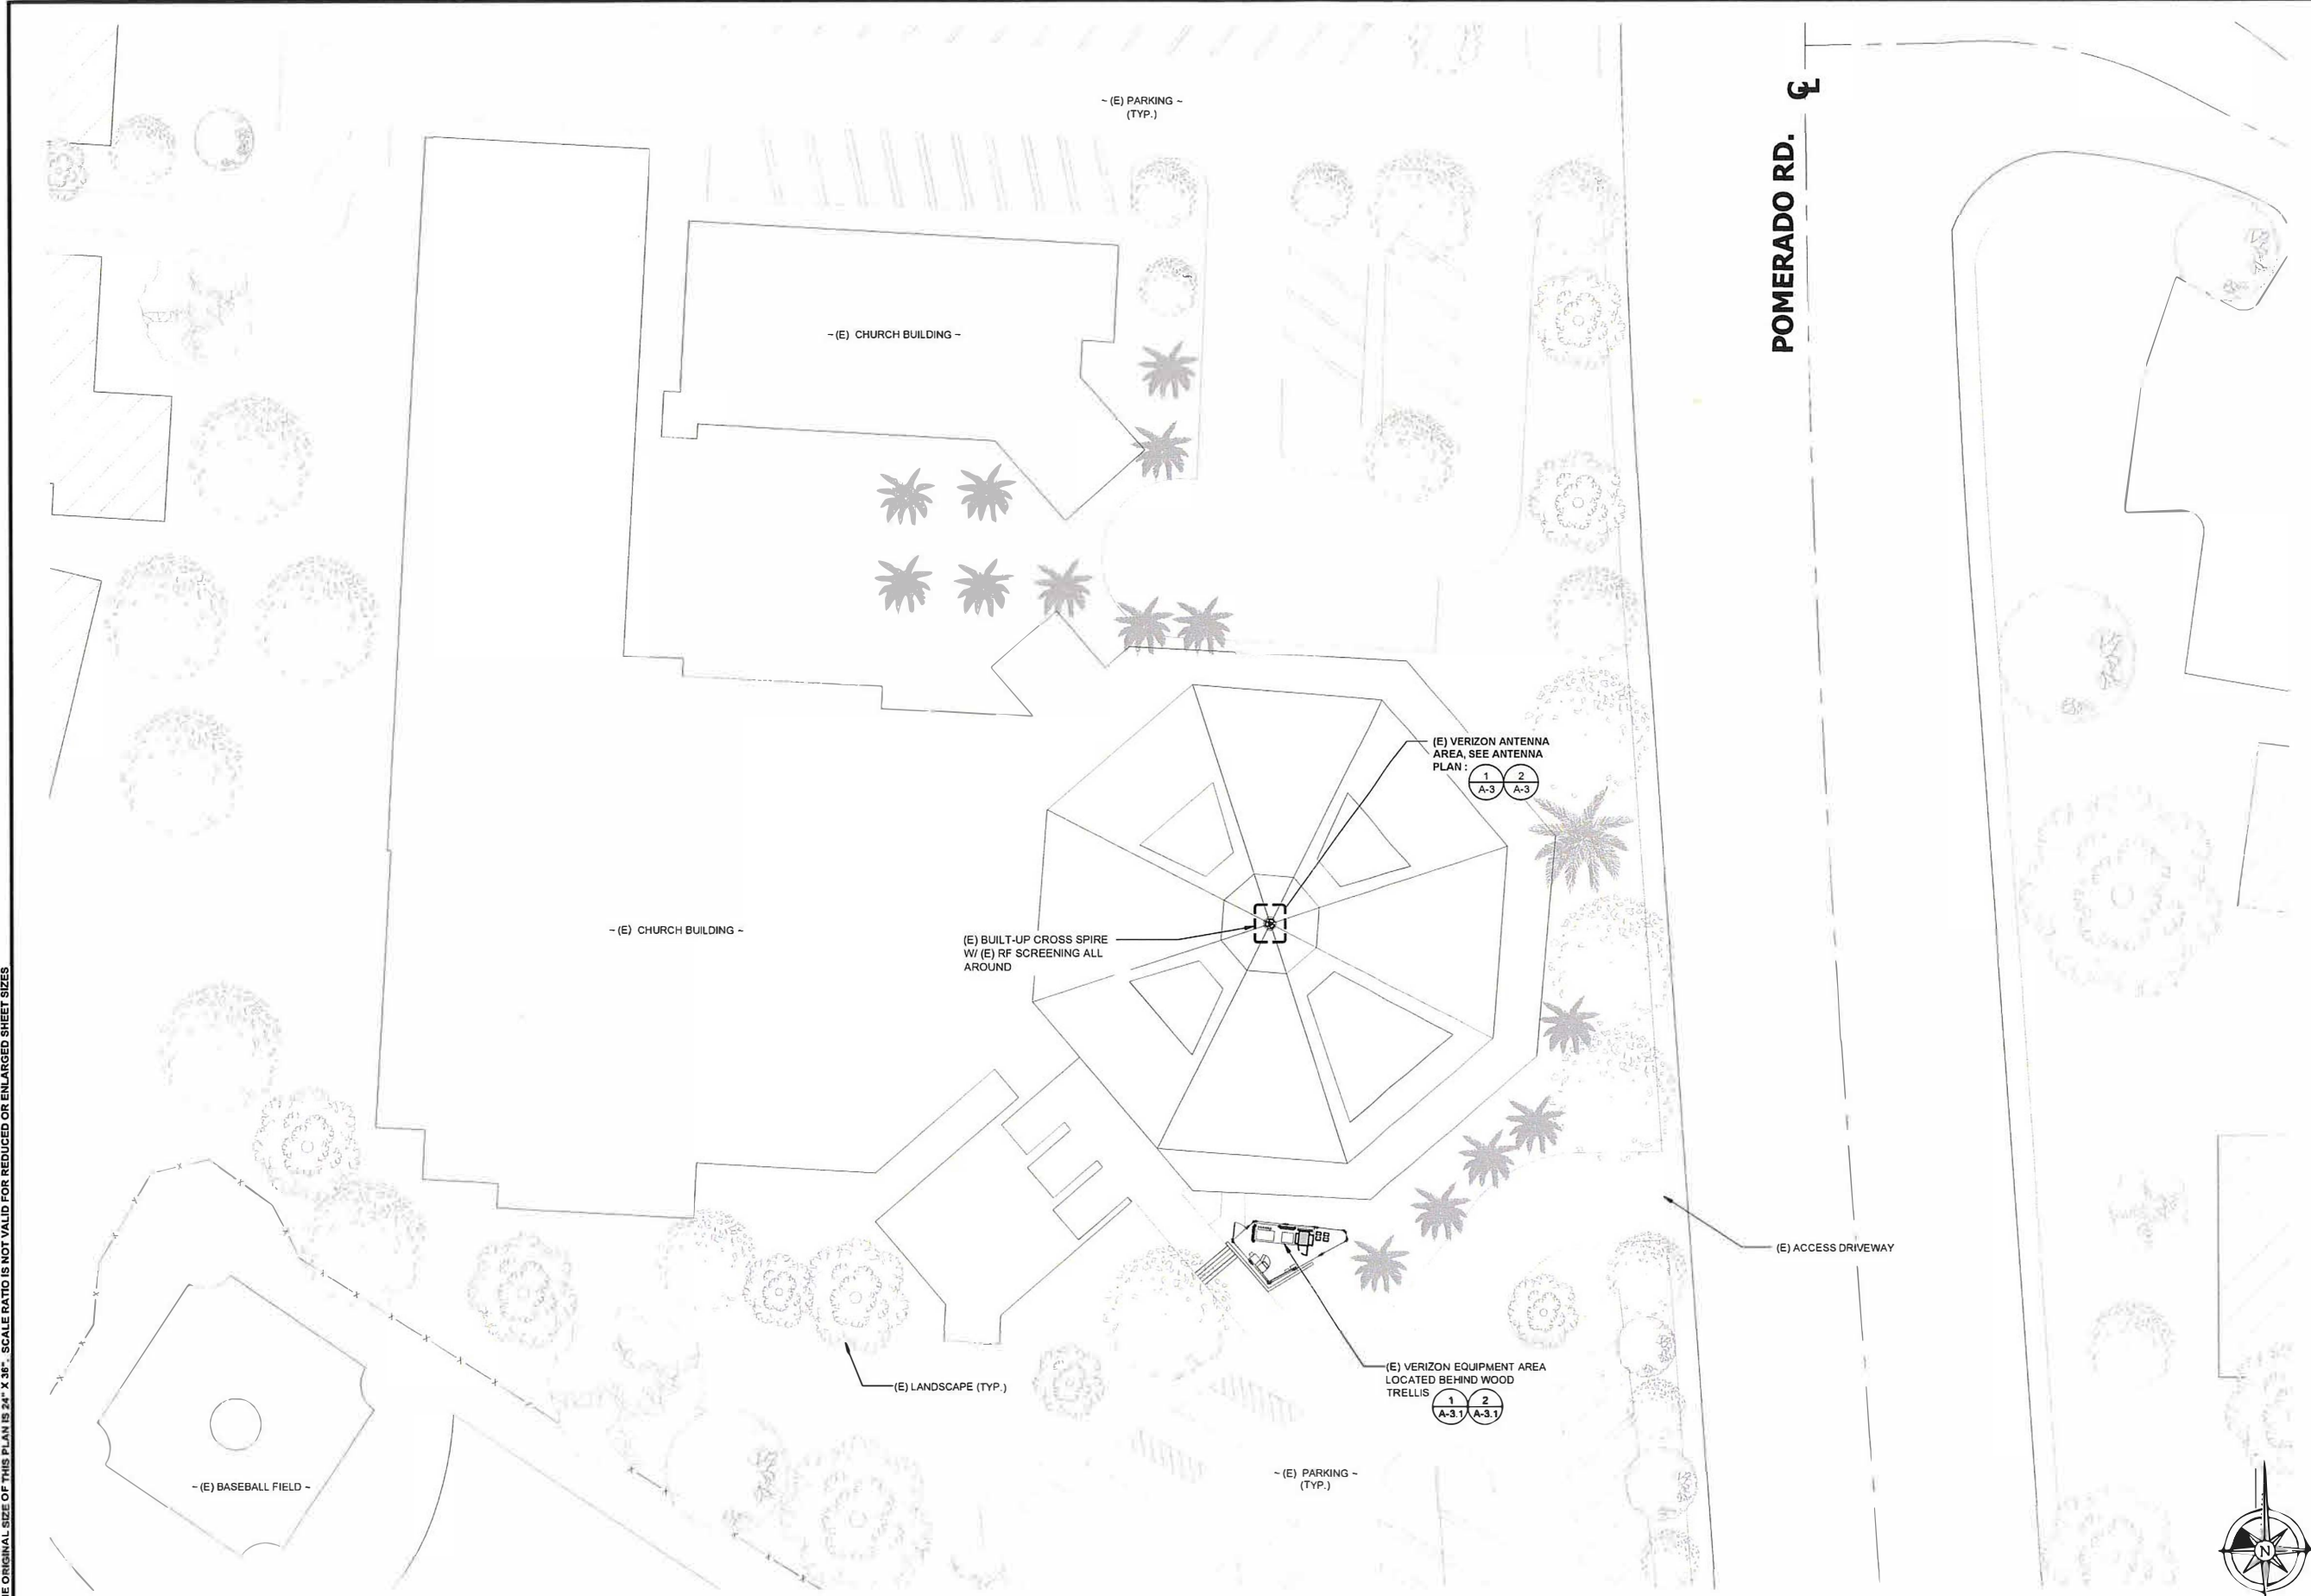 ~ (E) PARKING ~
(TYP.)
POMERADO RD.
~ (E) CHURCH BUILDING ~
(E) VERIZON ANTENNA
AREA, SEE ANTENNA
PLAN :
1 2
A-3 A-3
~ (E) CHURCH BUILDING ~
(E) BUILT-UP CROSS SPIRE
W/ (E) RF SCREENING ALL
AROUND
(E) ACCESS DRIVEWAY
(E) VERIZON EQUIPMENT AREA
LOCATED BEHIND WOOD
TRELLIS
1 2
A-3.1 A-3.1
(E) LANDSCAPE (TYP.)
~ (E) PARKING ~
(TYP.)
~ (E) BASEBALL FIELD ~
N
ORIGINAL SIZE OF THIS PLAN IS 24" X 36". SCALE RATIO IS NOT VALID FOR REDUCED OR ENLARGED SHEET SIZES